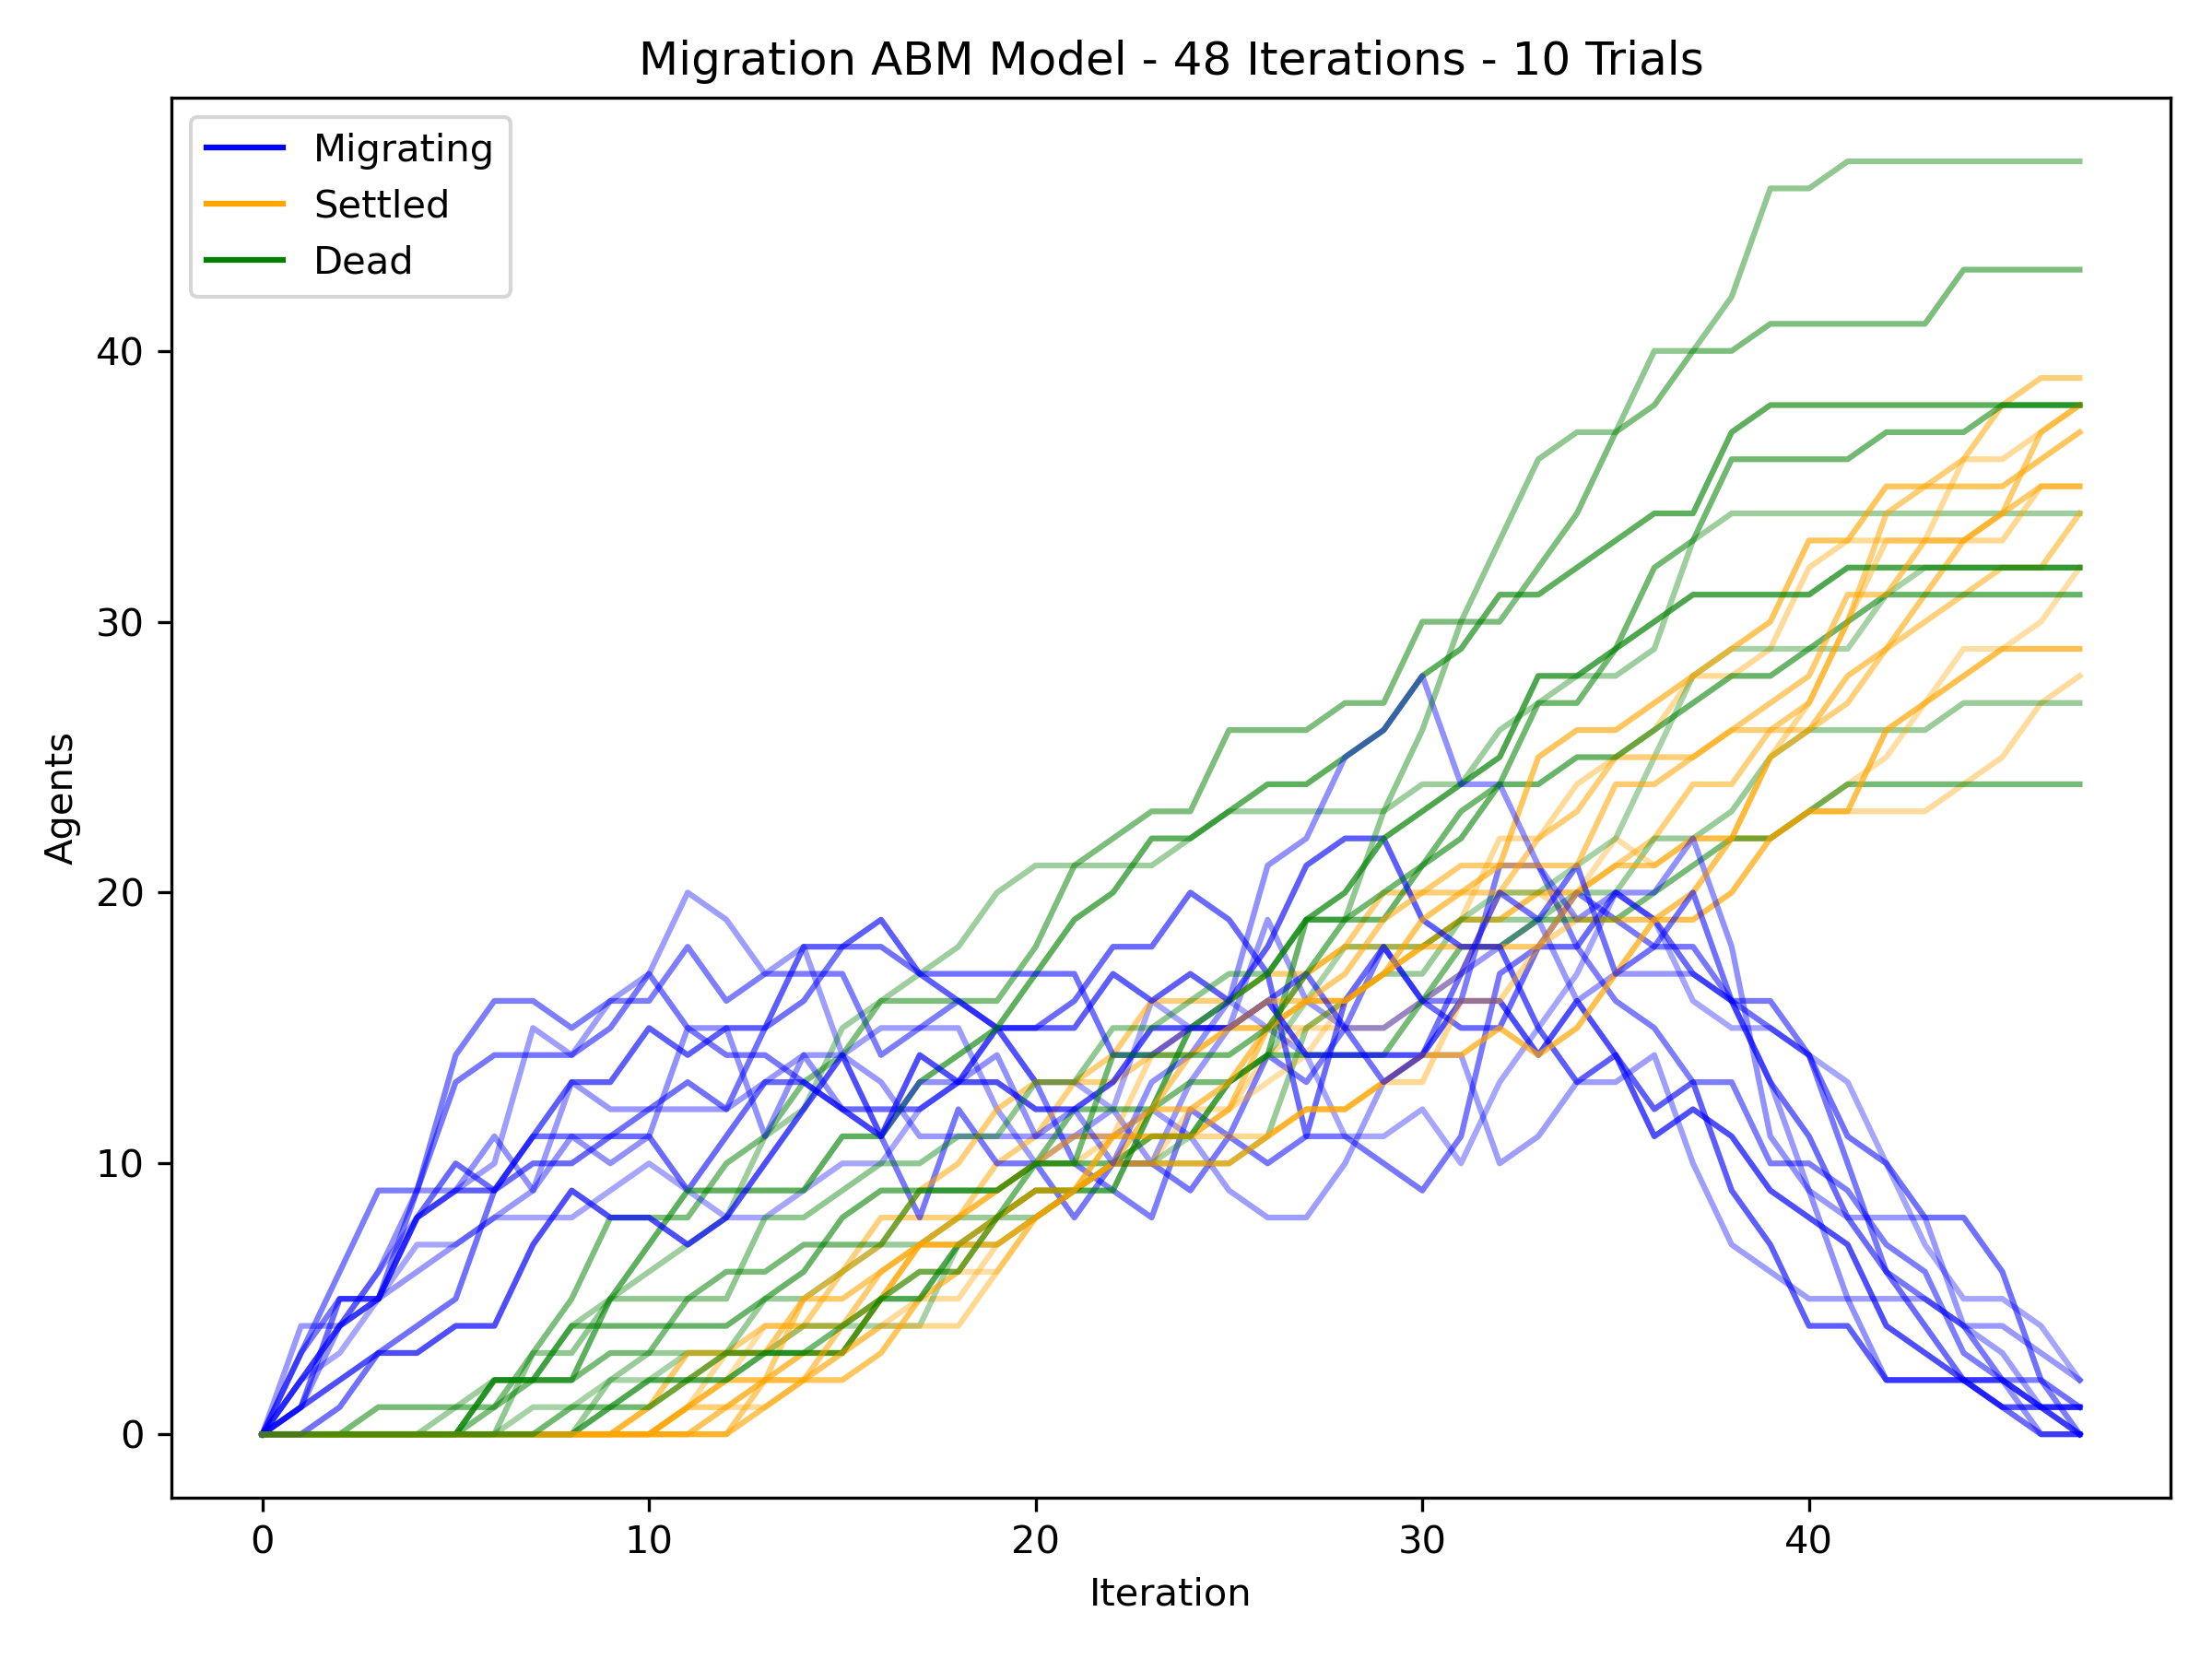 Migration ABM Model - 48 Iterations - 10 Trials
Migrating
Settled
Dead
40
30
20
10
0
Agents
0 10 20 30 40
Iteration